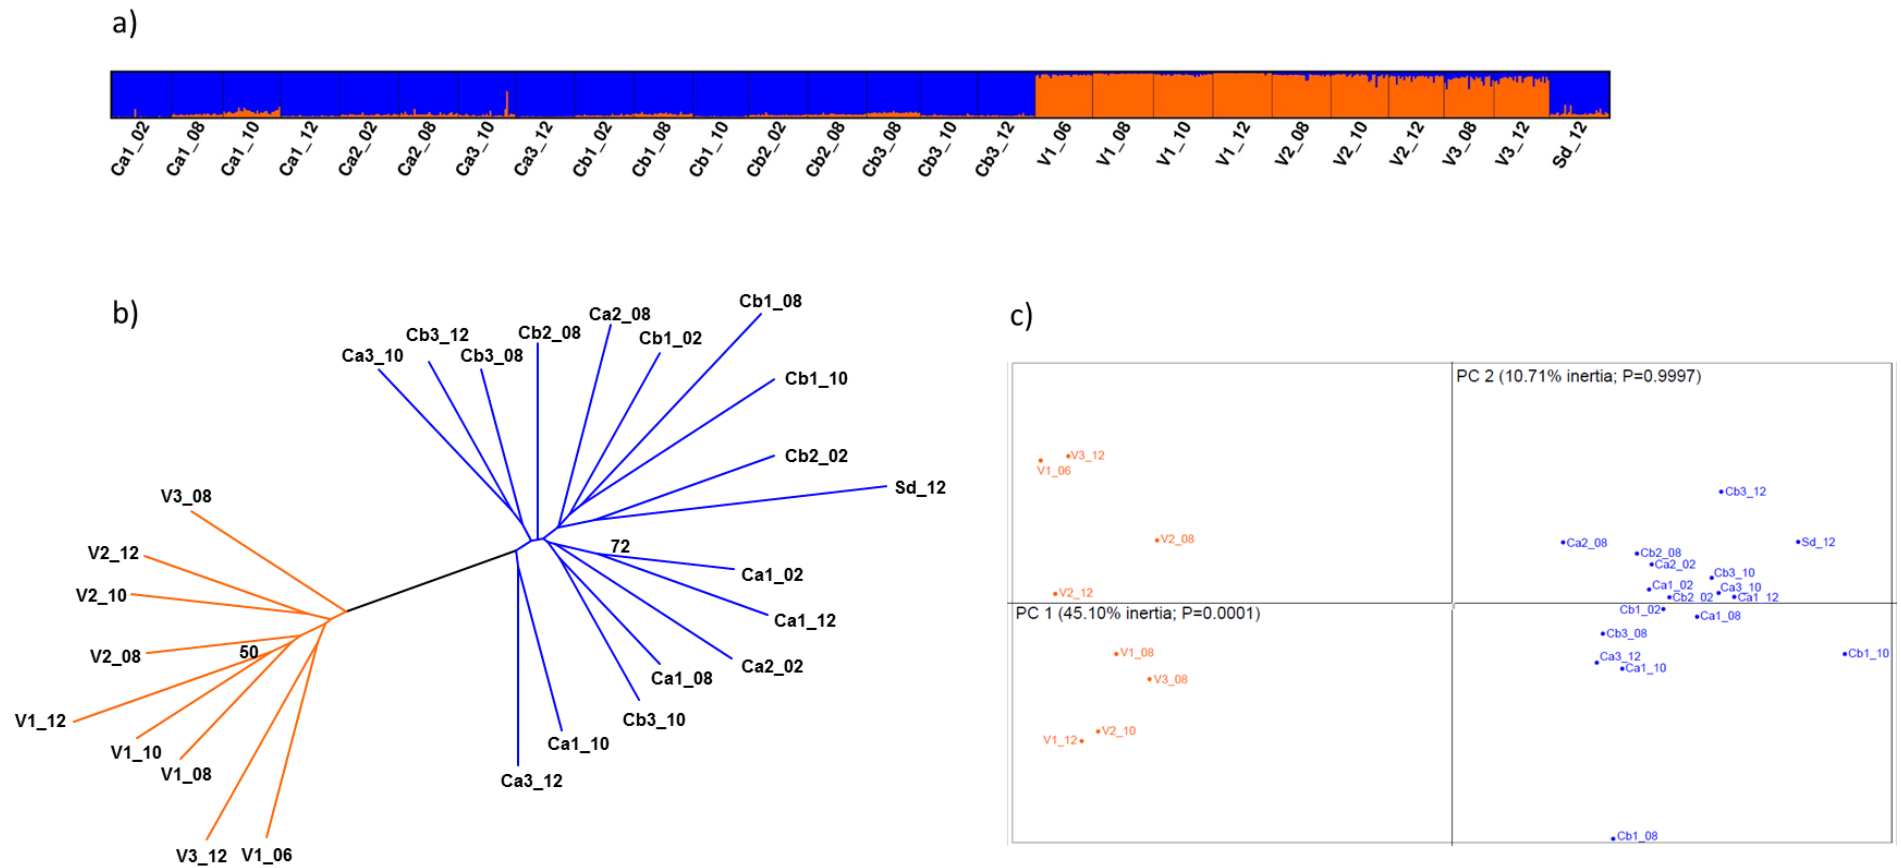 a)
Ca1_02
Ca1_08
Ca1_10
Ca1_12
Ca2_02
Ca2_08
Ca3_10
Ca3_12
Cb1_02
Cb1_08
Cb1_10
Cb2_02
Cb2_08
Cb3_08
Cb3_10
Cb3_12
V1_06
V1_08
V1_10
V1_12
V2_08
V2_10
V2_12
V3_08
V3_12
Sd_12
b)
Cb1_08
Ca2_08
Cb3_12
Cb2_08
Cb1_02
Ca3_10
Cb3_08
Cb1_10
Cb2_02
Sd_12
V3_08
V2_12
72
Ca1_02
V2_10
Ca1_12
50
V2_08
Ca2_02
Ca1_08
V1_12
Cb3_10
Ca1_10
V1_10
V1_08
Ca3_12
V3_12
V1_06
c)
PC 2 (10.71% inertia; P=0.9997)
V3_12
V1_06
Cb3_12
V2_08
Ca2_08
Sd_12
Cb2_08
Ca2_02
Cb3_10
Ca1_02
Ca3_10
V2_12
Cb2_02
Ca1_12
PC 1 (45.10% inertia; P=0.0001)
Cb1_02
Ca1_08
Cb3_08
V1_08
Ca3_12
Cb1_10
Ca1_10
V3_08
V2_10
V1_12
Cb1_08